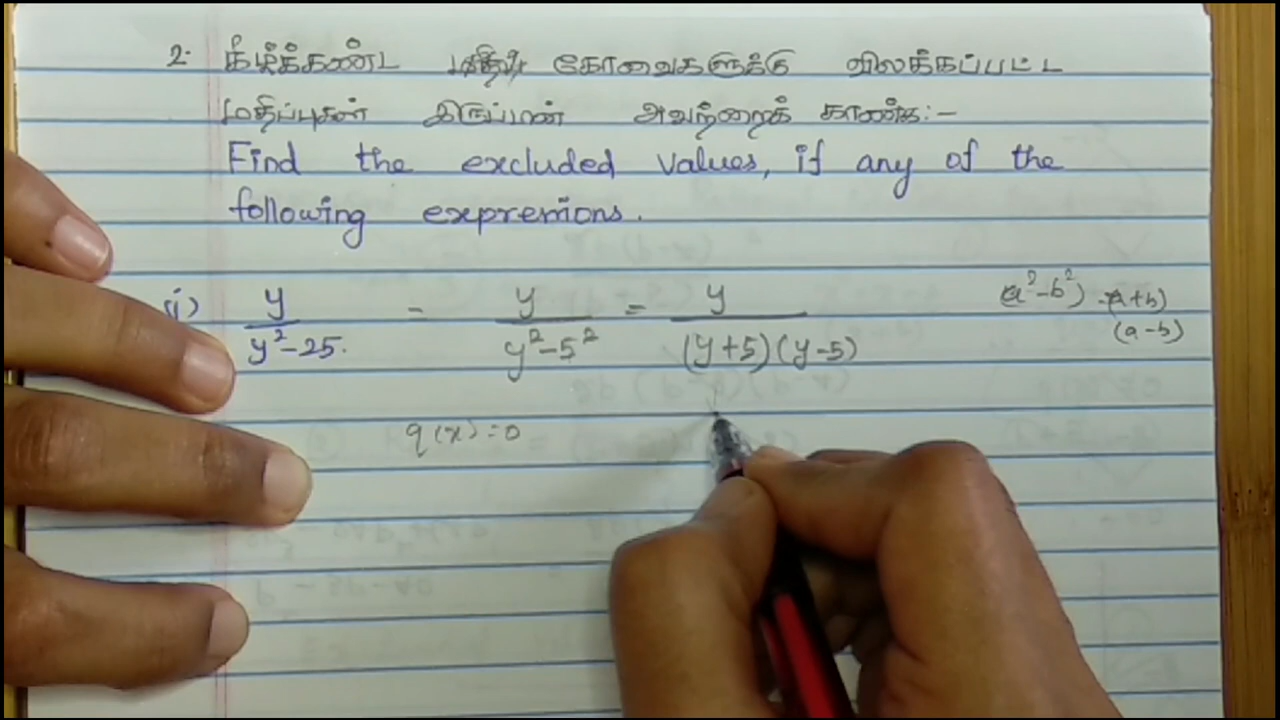 2. கீழ்க்கண்ட கோவைகளுக்கு விலக்கப்பட்ட
மதிப்புகள் இருப்பின் அவற்றைக் காண்க:-
Find the excluded values, if any of the
following expressions.
(i) y/y²-25. = y/y²-5² = y/(y+5)(y-5)
(a²-b²) - (a+b)
(a-b)
q(x)=0